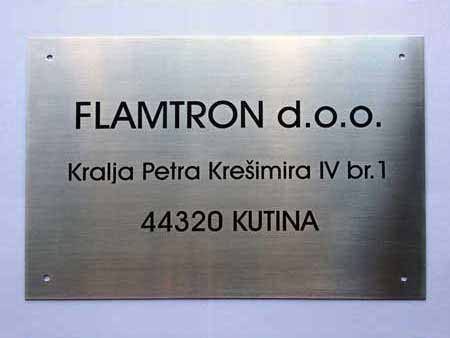 FLAMTRON d.o.o.
Kralja Petra Krešimira IV br.1
44320 KUTINA